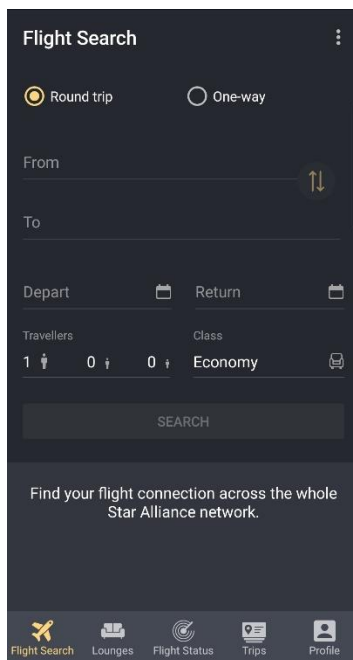 Flight Search
Round trip One-way
From
To
Depart Return
Travellers Class
1 0 0 Economy
SEARCH
Find your flight connection across the whole
Star Alliance network.
Flight Search Lounges Flight Status Trips Profile